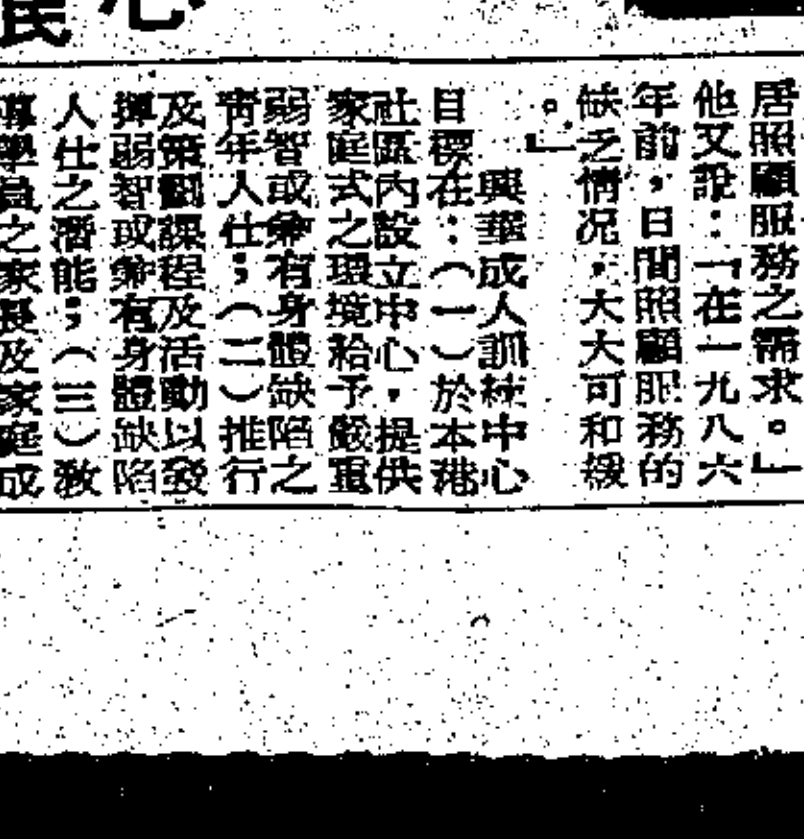 民心
居照顧服務之需求。」
他又說：「在一九八六
年前，日間照顧服務的
缺乏情況，大大可和緩
。」
興華成人訓練中心
目標在：（一）於本港
社區內設立中心，提供
家庭式之環境給予嚴重
弱智或兼有身體缺陷之
青年人仕；（二）推行
及策劃課程及活動以發
揮弱智或兼有身體缺陷
人仕之潛能；（三）教
導學員之家長及家庭成